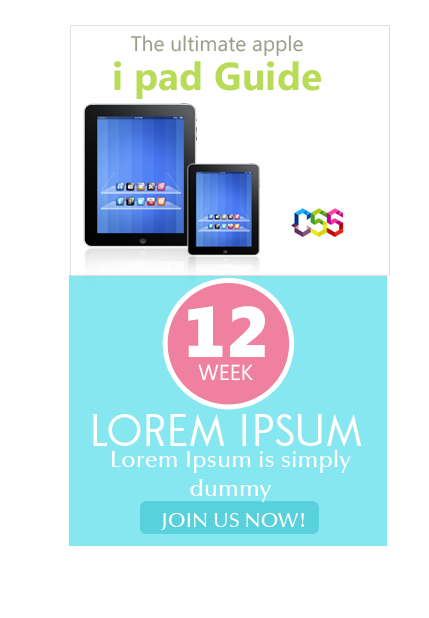 The ultimate apple
i pad Guide
CSS
12
WEEK
LOREM IPSUM
Lorem Ipsum is simply
dummy
JOIN US NOW!